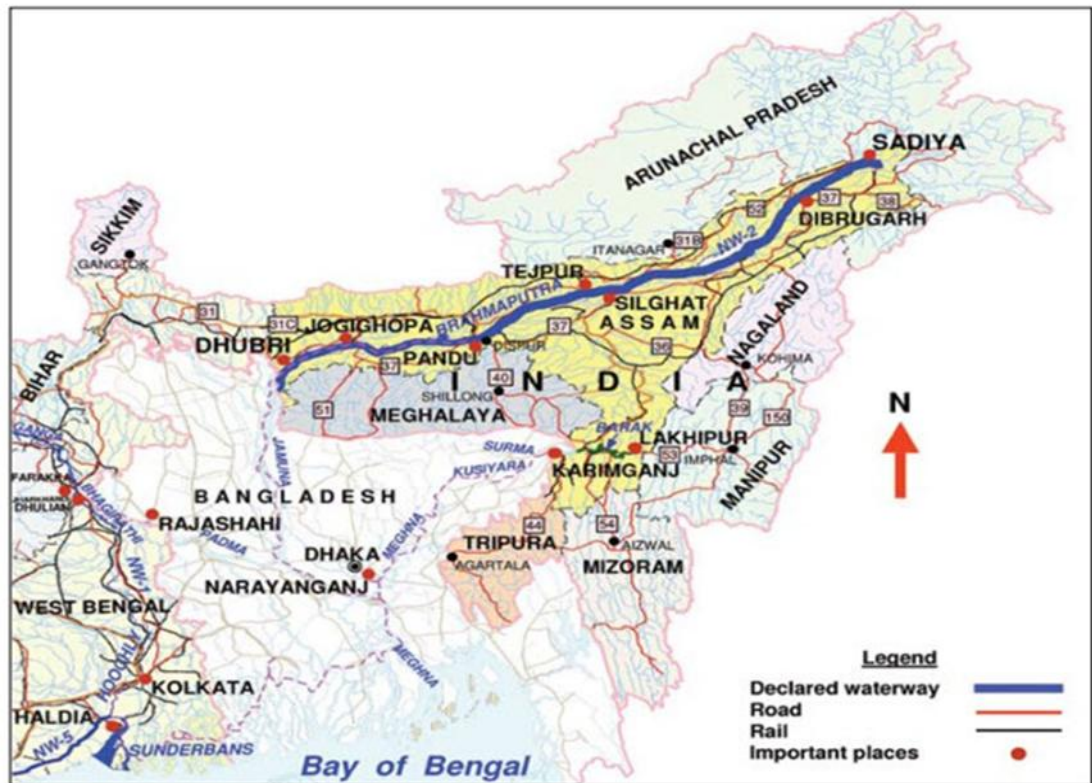 ARUNACHAL PRADESH
SADIYA
SIKKIM
GANGTOK
37
38
DIBRUGARH
52
NW-2
ITANAGAR
31B
TEJPUR
BRAHMAPUTRA
SILGHAT
ASSAM
31
31C
JOGIGHOPA
DHUBRI
37
PANDU
DISPUR
37
36
NAGALAND
KOHIMA
BIHAR
INDIA
40
SHILLONG
MEGHALAYA
51
39
150
N
BARAK
LAKHIPUR
SURMA
KUSIYARA
KARIMGANJ
53
IMPHAL
MANIPUR
GANGA
FARAKKA
DHULIAN
BHAGIRATHI
JAMUNA
BANGLADESH
RAJASHAHI
PADMA
MEGHNA
DHAKA
NARAYANGANJ
44
TRIPURA
AGARTALA
54
AIZWAL
MIZORAM
NW-1
WEST BENGAL
MEGHNA
HOOGHLY
KOLKATA
HALDIA
NW-5
SUNDERBANS
Bay of Bengal
Legend
Declared waterway
Road
Rail
Important places